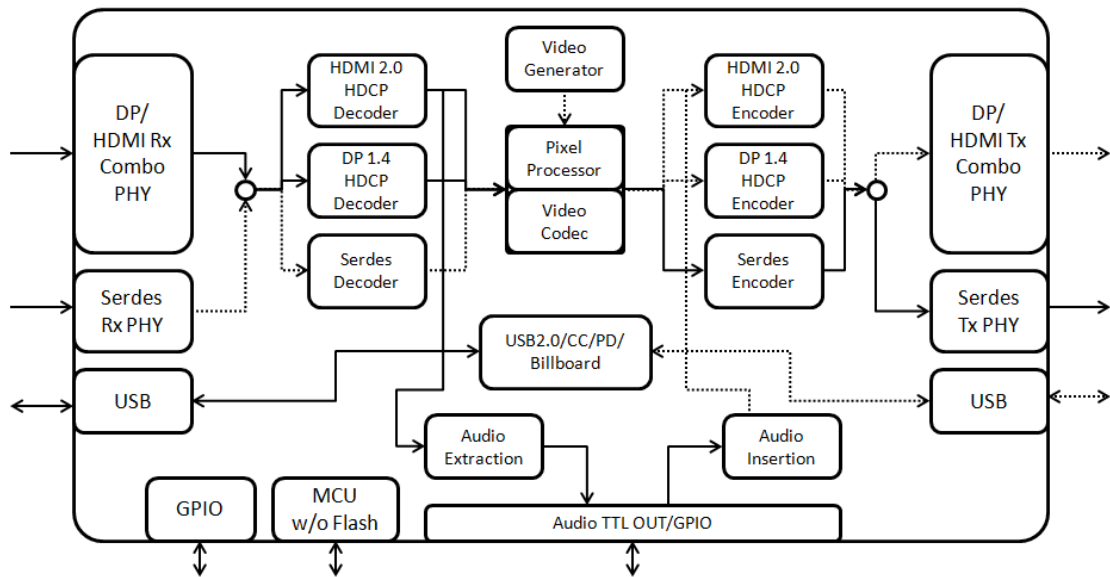 DP/
HDMI Rx
Combo
PHY
Serdes
Rx PHY
USB
HDMI 2.0
HDCP
Decoder
DP 1.4
HDCP
Decoder
Serdes
Decoder
Video
Generator
Pixel
Processor
Video
Codec
HDMI 2.0
HDCP
Encoder
DP 1.4
HDCP
Encoder
Serdes
Encoder
DP/
HDMI Tx
Combo
PHY
Serdes
Tx PHY
USB
USB2.0/CC/PD/
Billboard
Audio
Extraction
Audio
Insertion
GPIO
MCU
w/o Flash
Audio TTL OUT/GPIO